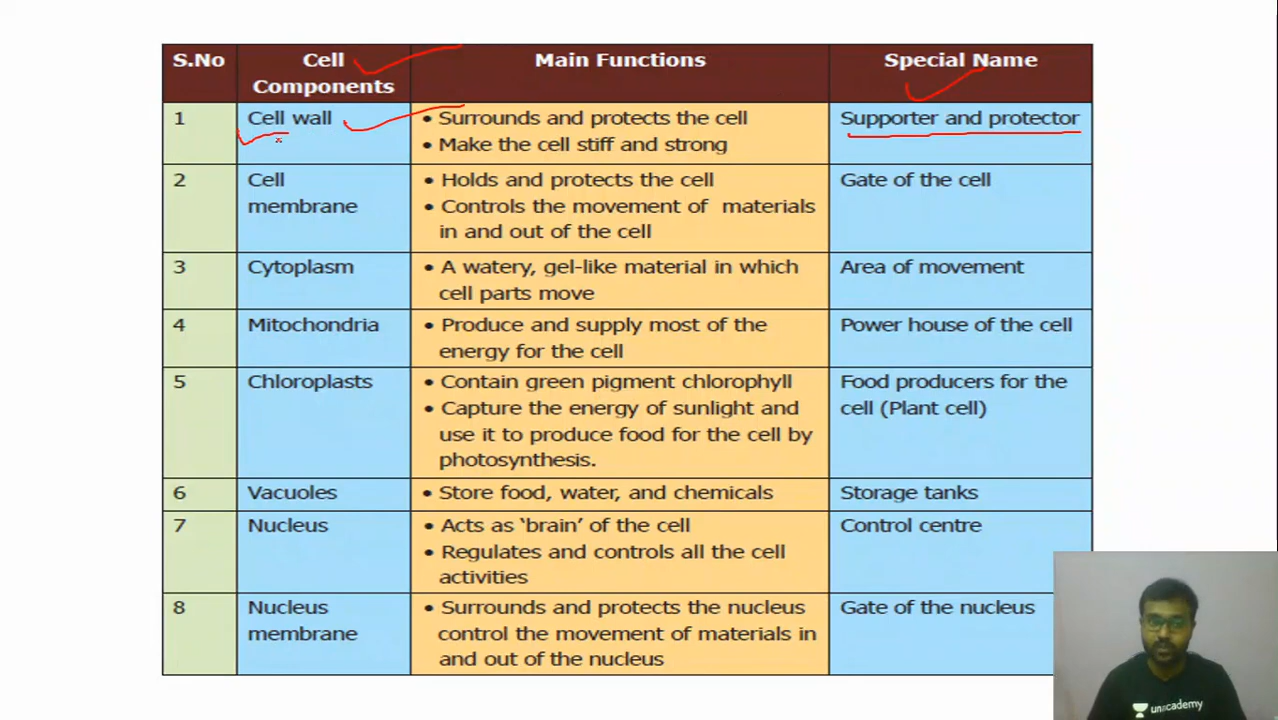 S.No
Cell
Components
Main Functions
Special Name
1
Cell wall
• Surrounds and protects the cell
• Make the cell stiff and strong
Supporter and protector
2
Cell
membrane
• Holds and protects the cell
• Controls the movement of materials
in and out of the cell
Gate of the cell
3
Cytoplasm
• A watery, gel-like material in which
cell parts move
Area of movement
4
Mitochondria
• Produce and supply most of the
energy for the cell
Power house of the cell
5
Chloroplasts
• Contain green pigment chlorophyll
• Capture the energy of sunlight and
use it to produce food for the cell by
photosynthesis.
Food producers for the
cell (Plant cell)
6
Vacuoles
• Store food, water, and chemicals
Storage tanks
7
Nucleus
• Acts as ‘brain’ of the cell
• Regulates and controls all the cell
activities
Control centre
8
Nucleus
membrane
• Surrounds and protects the nucleus
control the movement of materials in
and out of the nucleus
Gate of the nucleus
unacademy